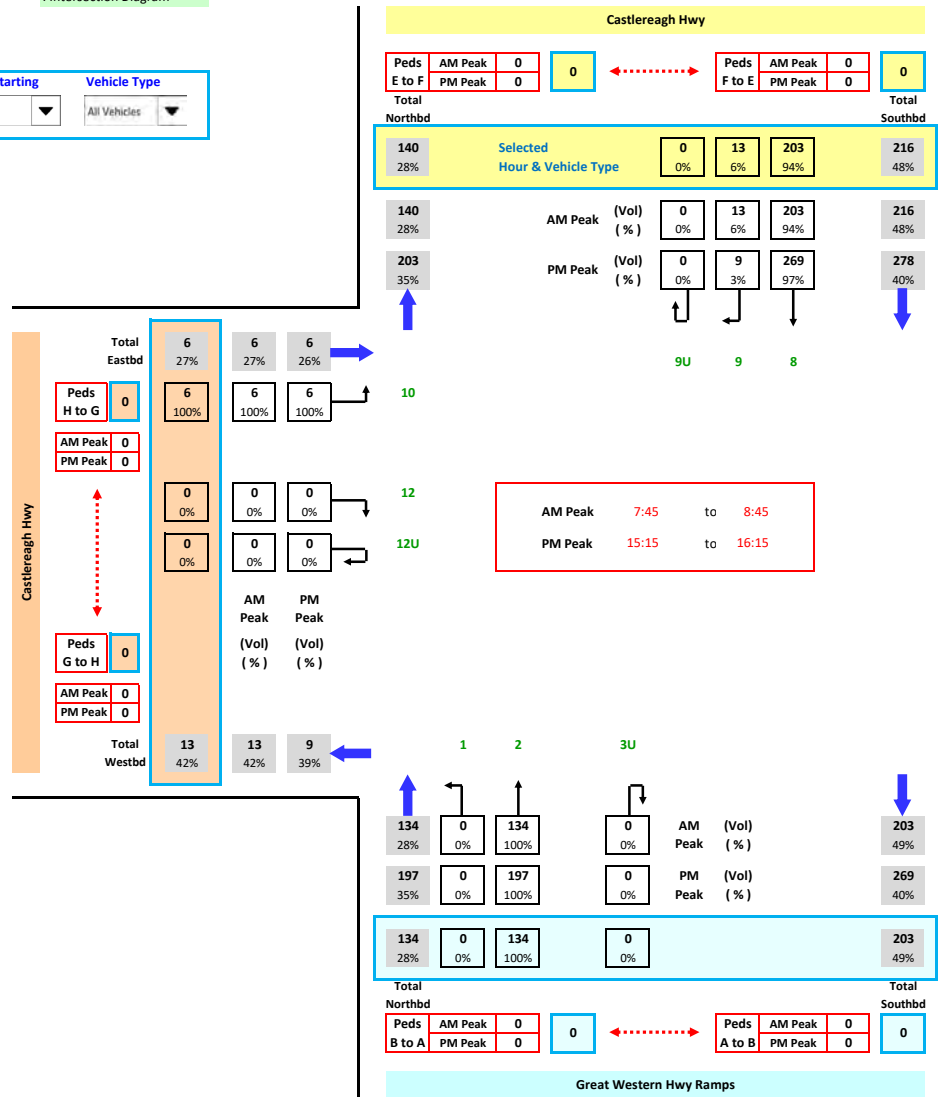 Castlereagh Hwy
tarting Vehicle Type
All Vehicles
Peds AM Peak 0 0 Peds AM Peak 0 0
E to F PM Peak 0 F to E PM Peak 0
Total Total
Northbd Southbd
140 Selected 0 13 203 216
28% Hour & Vehicle Type 0% 6% 94% 48%
140 AM Peak (Vol) 0 13 203 216
28% ( % ) 0% 6% 94% 48%
203 PM Peak (Vol) 0 9 269 278
35% ( % ) 0% 3% 97% 40%
9U 9 8
Total 6 6 6
Eastbd 27% 27% 26%
Peds 0 6 6 6 10
H to G 100% 100% 100%
AM Peak 0
PM Peak 0
Castlereagh Hwy
0 0 0 12
0% 0% 0%
0 0 0 12U
0% 0% 0%
AM Peak 7:45 to 8:45
PM Peak 15:15 to 16:15
AM PM
Peak Peak
(Vol) (Vol)
( % ) ( % )
Peds 0
G to H
AM Peak 0
PM Peak 0
Total 13 13 9
Westbd 42% 42% 39%
1 2 3U
134 0 134 0 AM (Vol) 203
28% 0% 100% 0% Peak ( % ) 49%
197 0 197 0 PM (Vol) 269
35% 0% 100% 0% Peak ( % ) 40%
134 0 134 0 203
28% 0% 100% 0% 49%
Total Total
Northbd Southbd
Peds AM Peak 0 0 Peds AM Peak 0 0
B to A PM Peak 0 A to B PM Peak 0
Great Western Hwy Ramps